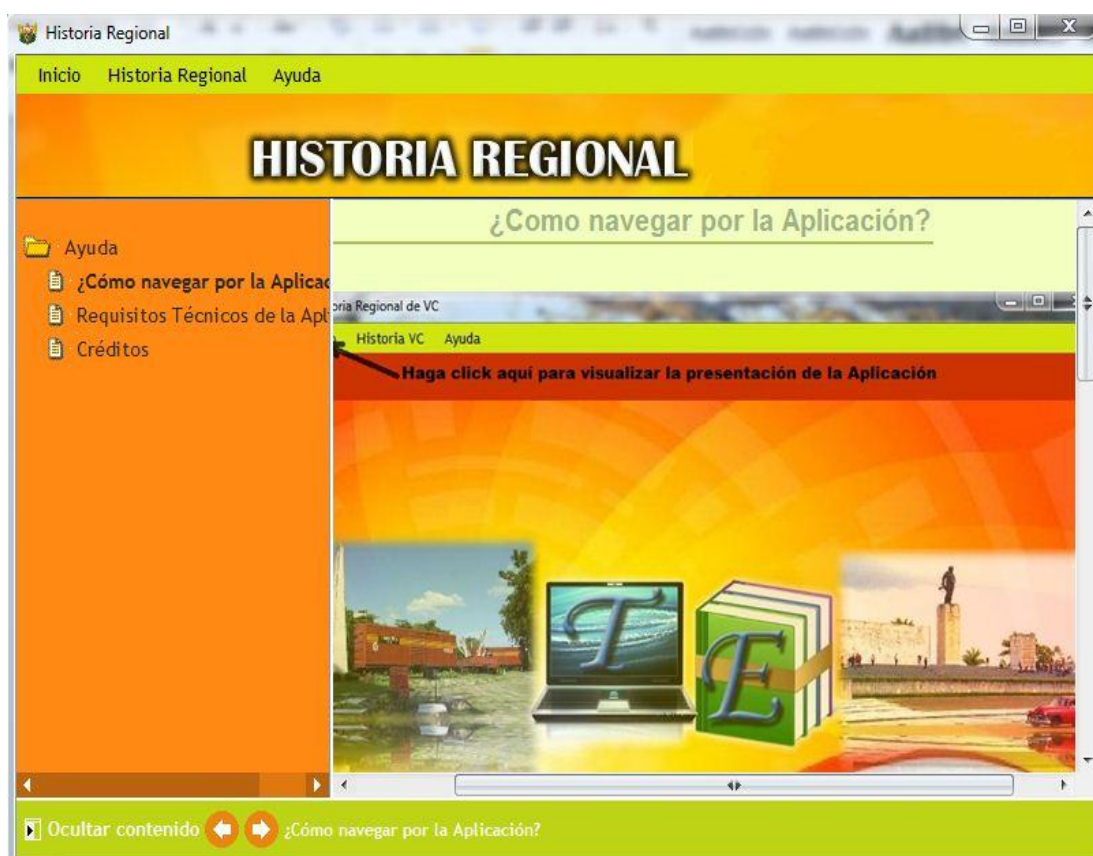 Historia Regional
Inicio Historia Regional Ayuda
HISTORIA REGIONAL
Ayuda
¿Cómo navegar por la Aplicac
Requisitos Técnicos de la Apl
Créditos
¿Como navegar por la Aplicación?
oria Regional de VC
Historia VC Ayuda
Haga click aquí para visualizar la presentación de la Aplicación
T
E
Ocultar contenido ¿Cómo navegar por la Aplicación?